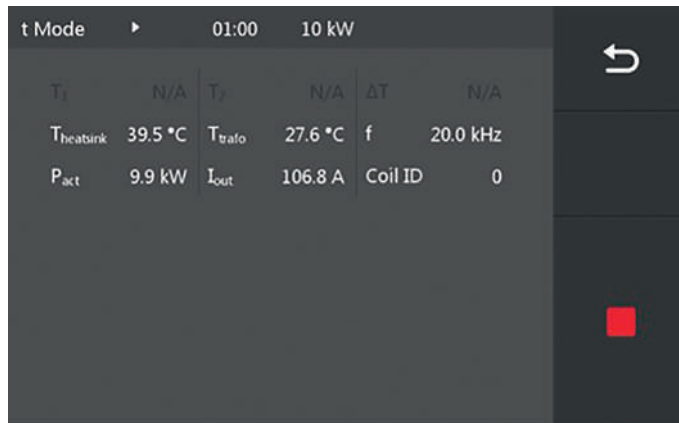 t Mode 01:00 10 kW
T₁ N/A T₂ N/A ΔT N/A
Theatsink 39.5 °C Ttrafo 27.6 °C f 20.0 kHz
Pact 9.9 kW Iout 106.8 A Coil ID 0